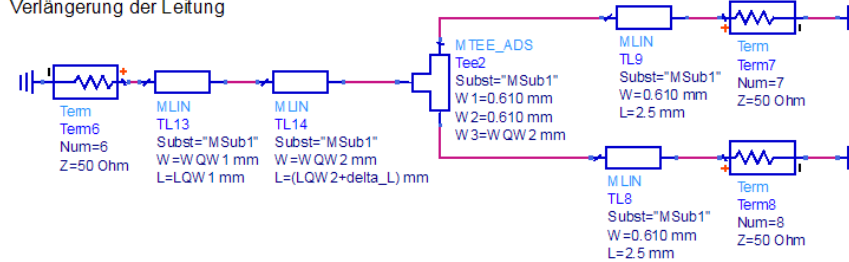 Verlängerung der Leitung
Term
Term6
Num=6
Z=50 Ohm
MLIN
TL13
Subst="MSub1"
W=WQW1 mm
L=LQW1 mm
MLIN
TL14
Subst="MSub1"
W=WQW2 mm
L=(LQW2+delta_L) mm
MTEE_ADS
Tee2
Subst="MSub1"
W1=0.610 mm
W2=0.610 mm
W3=WQW2 mm
MLIN
TL9
Subst="MSub1"
W=0.610 mm
L=2.5 mm
Term
Term7
Num=7
Z=50 Ohm
MLIN
TL8
Subst="MSub1"
W=0.610 mm
L=2.5 mm
Term
Term8
Num=8
Z=50 Ohm